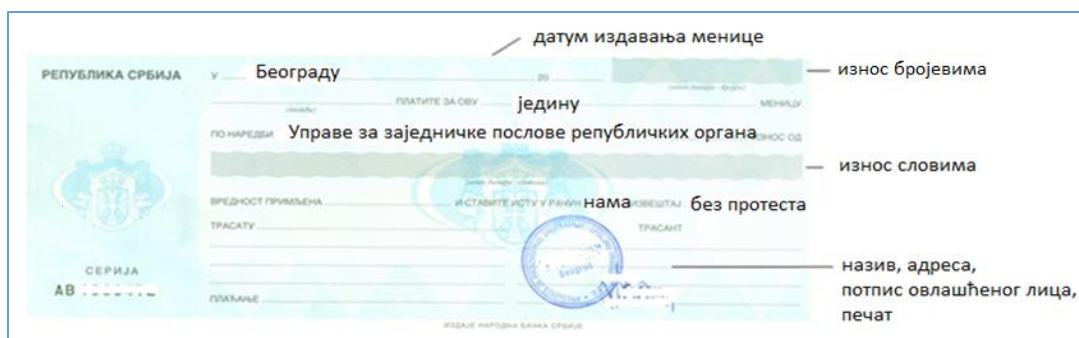 датум издавања менице
РЕПУБЛИКА СРБИЈА У Београду 20 износ бројевима
ПЛАТИТЕ ЗА ОВУ једину МЕНИЦУ
ПО НАРЕДБИ Управе за заједничке послове републичких органа ИЗНОС ОД
износ словима
ВРЕДНОСТ ПРИМЉЕНА И СТАВИТЕ ИСТУ У РАЧУН нама ИЗВЕШТАЈ без протеста
ТРАСАТУ ТРАСАНТ
Београд
СЕРИЈА
АВ
назив, адреса,
потпис овлашћеног лица,
печат
ПЛАЋАЊЕ
ИЗДАЈЕ НАРОДНА БАНКА СРБИЈЕ